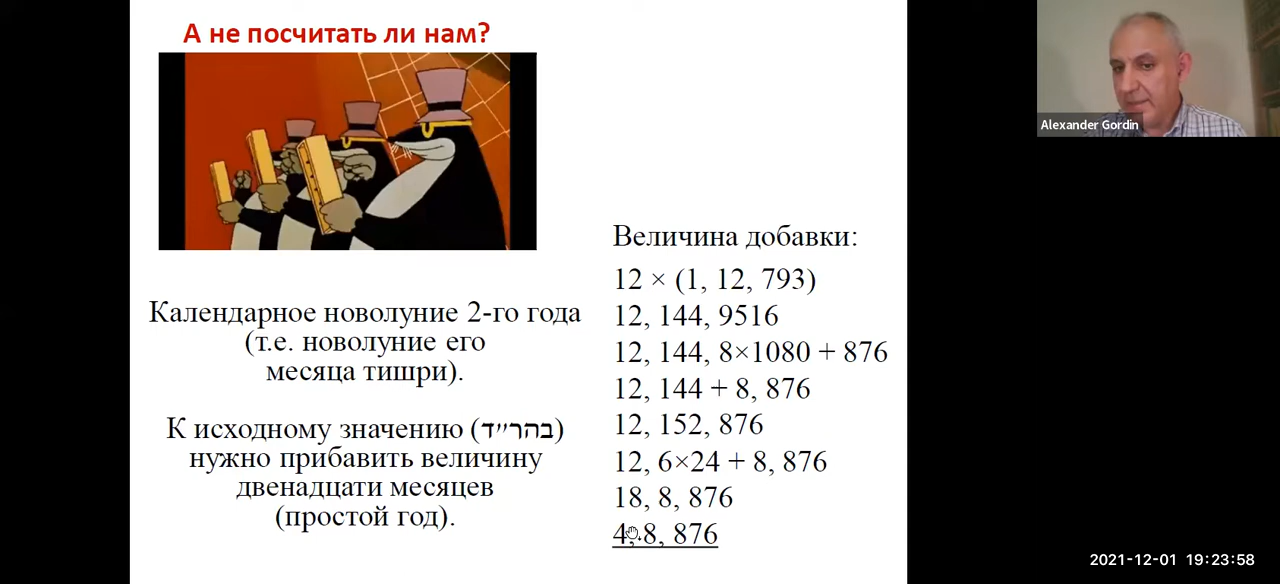 А не посчитать ли нам?
Календарное новолуние 2-го года
(т.е. новолуние его
месяца тишри).
К исходному значению (בהר״ד)
нужно прибавить величину
двенадцати месяцев
(простой год).
Величина добавки:
12 × (1, 12, 793)
12, 144, 9516
12, 144, 8×1080 + 876
12, 144 + 8, 876
12, 152, 876
12, 6×24 + 8, 876
18, 8, 876
4, 8, 876
Alexander Gordin
2021-12-01 19:23:58